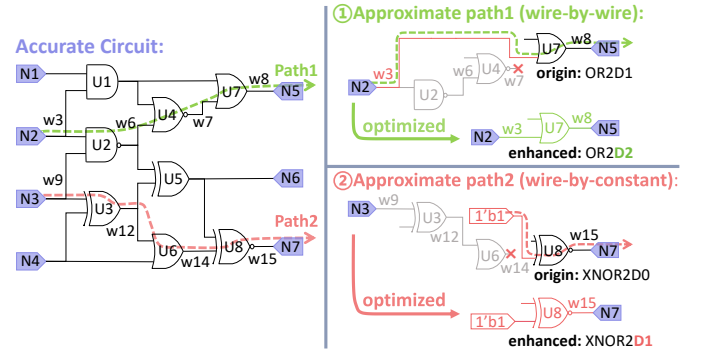 Accurate Circuit:
N1
U1
w8
Path1
U7
N5
w3
w6
U4
w7
N2
U2
w9
U5
N6
N3
U3
w12
Path2
U6
w14
U8
N7
w15
N4
①Approximate path1 (wire-by-wire):
w8
U7
N5
w3
w6
U4
w7
origin: OR2D1
N2
U2
optimized
w8
N2
w3
U7
N5
enhanced: OR2D2
②Approximate path2 (wire-by-constant):
N3
w9
1'b1
U3
w15
w12
U8
N7
U6
w14
origin: XNOR2D0
optimized
w15
U8
N7
1'b1
enhanced: XNOR2D1